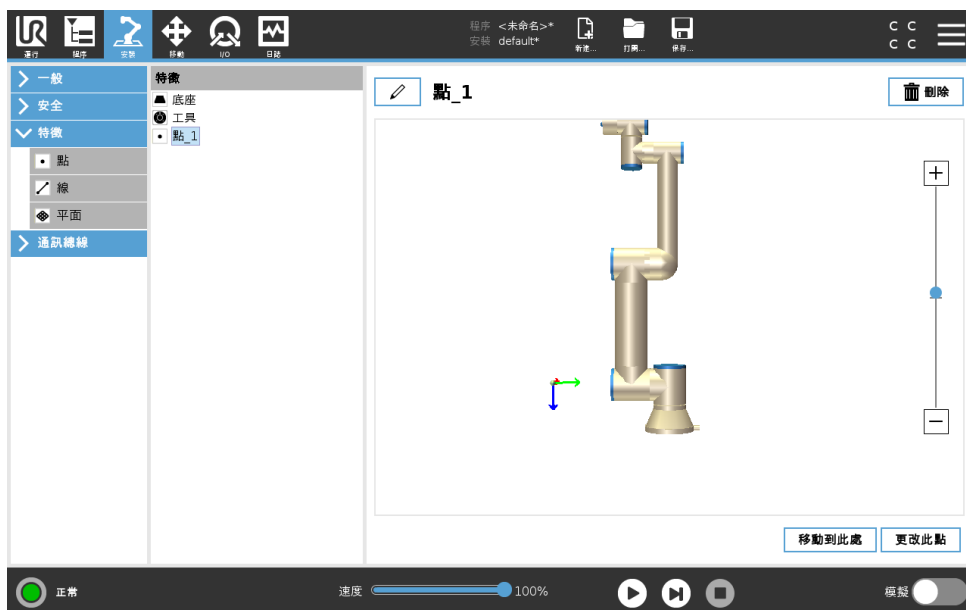 UR
運行
程序
安裝
移動
I/O
日誌
程序 <未命名>*
安裝 default*
新建...
打開...
保存...
C C
C C
一般
安全
特徵
點
線
平面
通訊總線
特徵
底座
工具
點_1
點_1
刪除
移動到此處
更改此點
正常
速度
100%
模擬